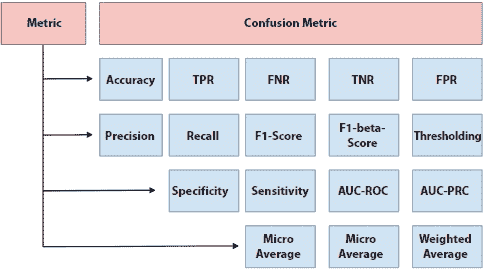 Metric Confusion Metric
Accuracy TPR FNR TNR FPR
Precision Recall F1-Score F1-beta-
Score Thresholding
Specificity Sensitivity AUC-ROC AUC-PRC
Micro
Average Micro
Average Weighted
Average